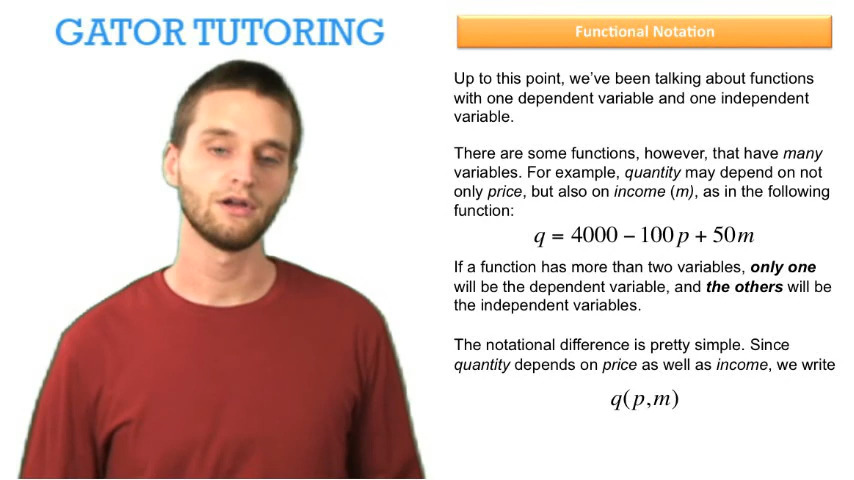 GATOR TUTORING
Functional Notation
Up to this point, we've been talking about functions
with one dependent variable and one independent
variable.
There are some functions, however, that have many
variables. For example, quantity may depend on not
only price, but also on income (m), as in the following
function:
q = 4000 − 100p + 50m
If a function has more than two variables, only one
will be the dependent variable, and the others will be
the independent variables.
The notational difference is pretty simple. Since
quantity depends on price as well as income, we write
q(p,m)